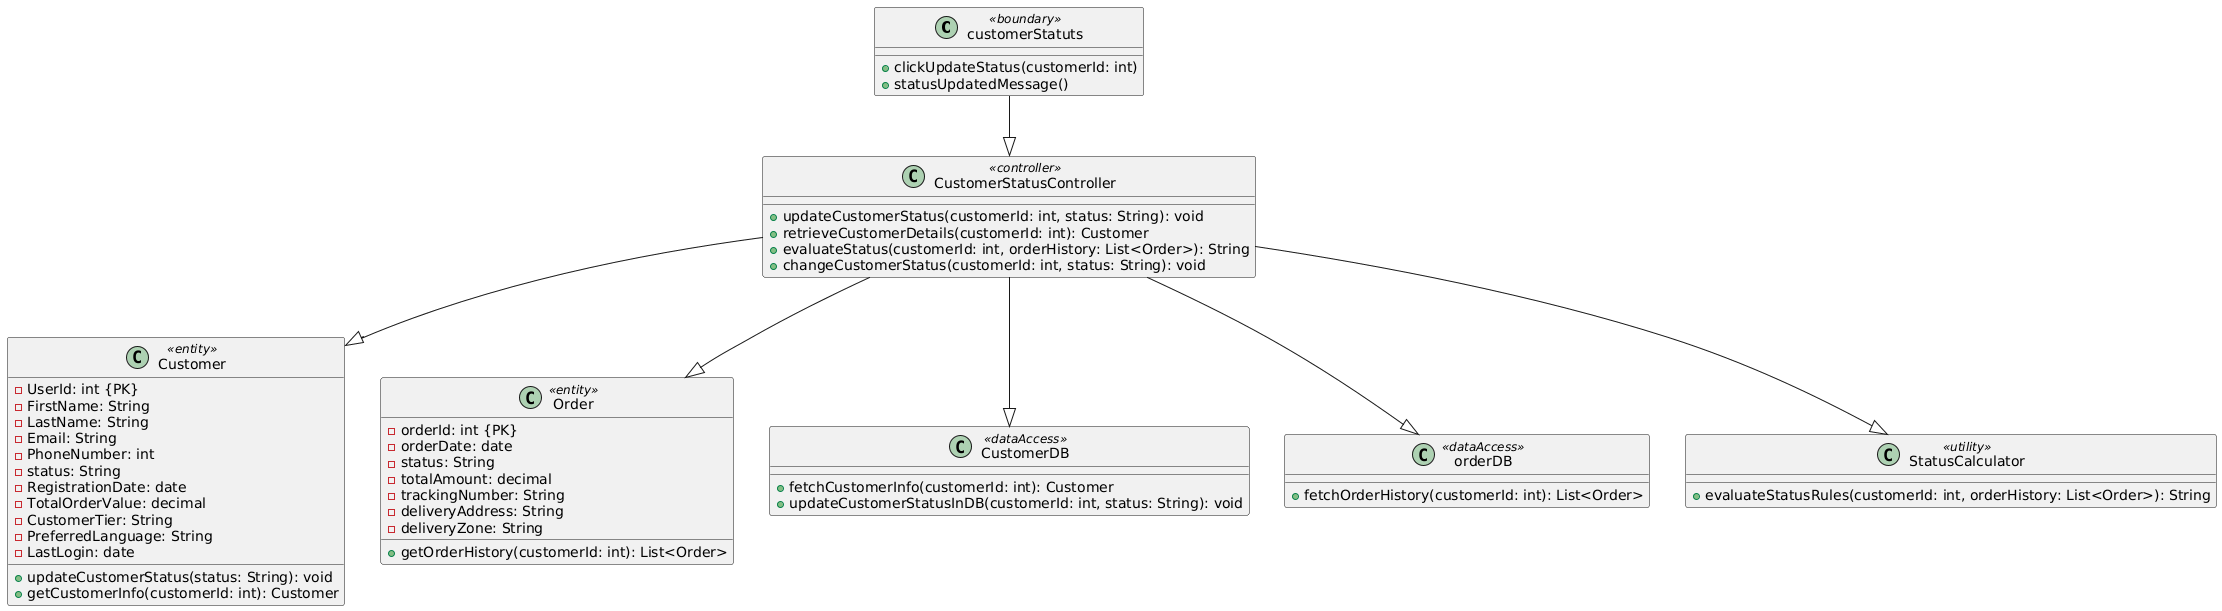 «boundary»
C
customerStatuts
clickUpdateStatus(customerId: int)
statusUpdatedMessage()
«controller»
C
CustomerStatusController
updateCustomerStatus(customerId: int, status: String): void
retrieveCustomerDetails(customerId: int): Customer
evaluateStatus(customerId: int, orderHistory: List<Order>): String
changeCustomerStatus(customerId: int, status: String): void
«entity»
C
Customer
UserId: int {PK}
FirstName: String
LastName: String
Email: String
PhoneNumber: int
status: String
RegistrationDate: date
TotalOrderValue: decimal
CustomerTier: String
PreferredLanguage: String
LastLogin: date
updateCustomerStatus(status: String): void
getCustomerInfo(customerId: int): Customer
«entity»
C
Order
orderId: int {PK}
orderDate: date
status: String
totalAmount: decimal
trackingNumber: String
deliveryAddress: String
deliveryZone: String
getOrderHistory(customerId: int): List<Order>
«dataAccess»
C
CustomerDB
fetchCustomerInfo(customerId: int): Customer
updateCustomerStatusInDB(customerId: int, status: String): void
«dataAccess»
C
orderDB
fetchOrderHistory(customerId: int): List<Order>
«utility»
C
StatusCalculator
evaluateStatusRules(customerId: int, orderHistory: List<Order>): String